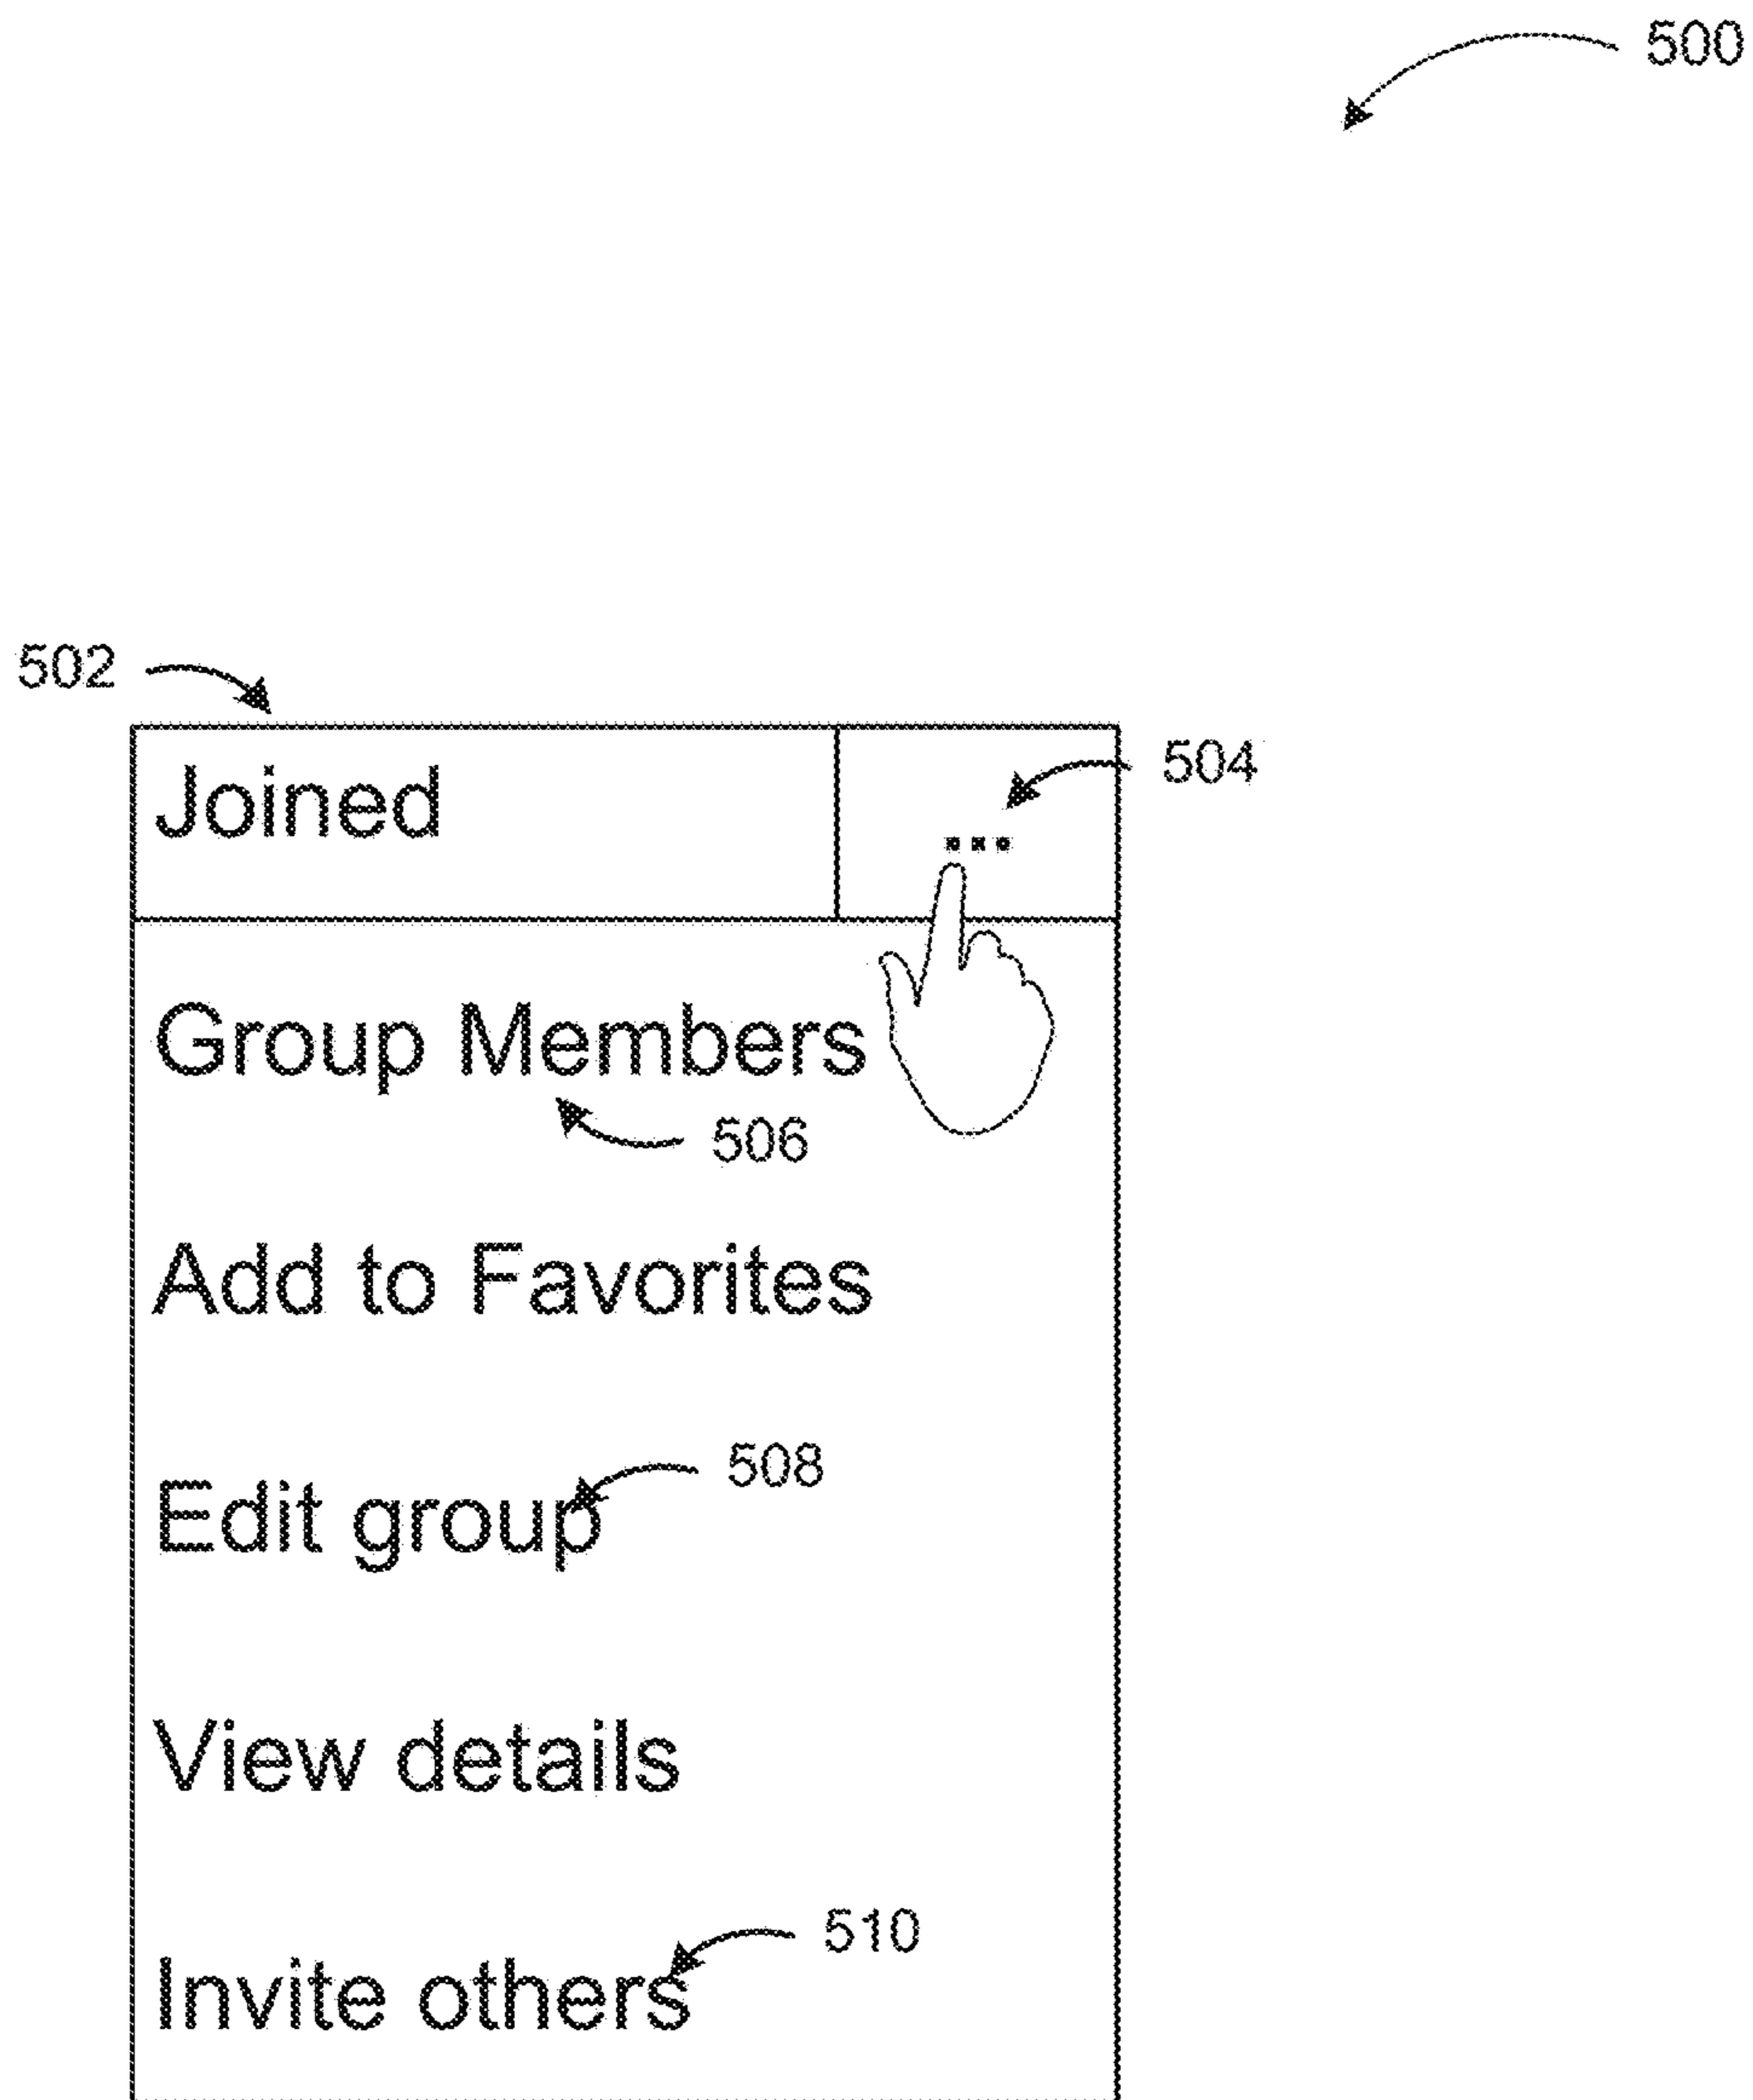 500
502
Joined
...
504
Group Members
506
Add to Favorites
508
Edit group
View details
510
Invite others